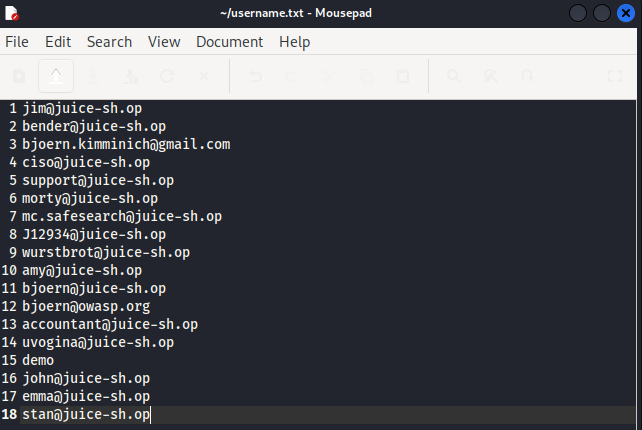 ~/username.txt - Mousepad
File Edit Search View Document Help
1 jim@juice-sh.op
2 bender@juice-sh.op
3 bjoern.kimminich@gmail.com
4 ciso@juice-sh.op
5 support@juice-sh.op
6 morty@juice-sh.op
7 mc.safesearch@juice-sh.op
8 J12934@juice-sh.op
9 wurstbrot@juice-sh.op
10 amy@juice-sh.op
11 bjoern@juice-sh.op
12 bjoern@owasp.org
13 accountant@juice-sh.op
14 uvogina@juice-sh.op
15 demo
16 john@juice-sh.op
17 emma@juice-sh.op
18 stan@juice-sh.op